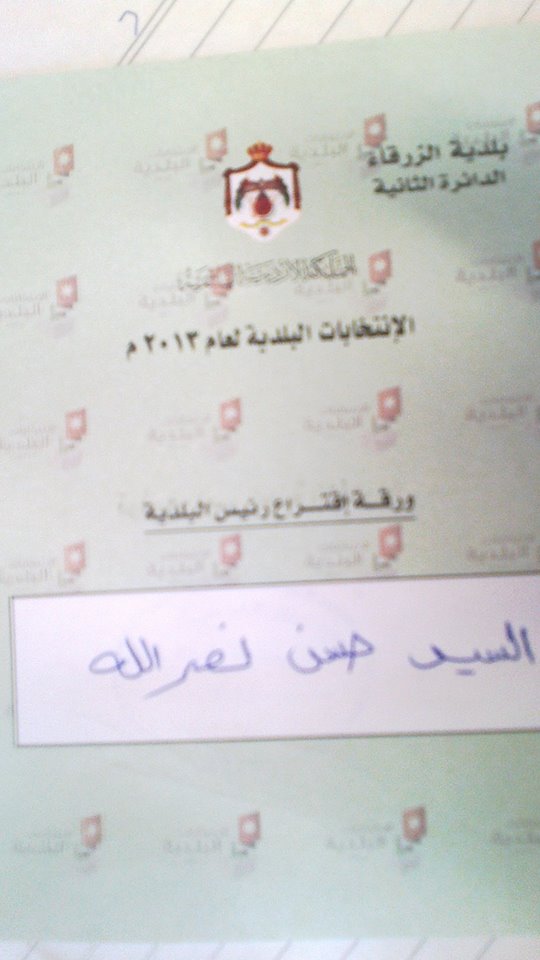 بلدية الزرقاء
الدائرة الثانية
المملكة الأردنية الهاشمية
الإنتخابات البلدية لعام ٢٠١٣ م
ورقة إقتراع رئيس البلدية
السيد حسن نصر الله